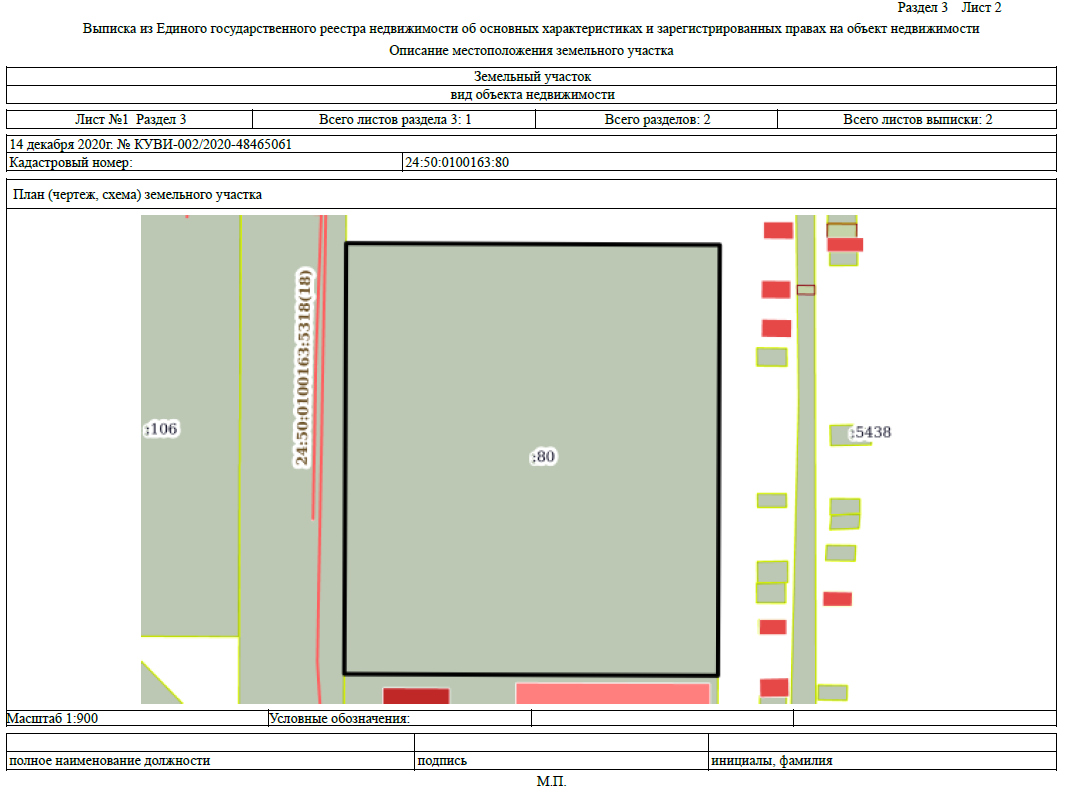 Раздел 3 Лист 2
Выписка из Единого государственного реестра недвижимости об основных характеристиках и зарегистрированных правах на объект недвижимости
Описание местоположения земельного участка
Земельный участок
вид объекта недвижимости
Лист №1 Раздел 3 Всего листов раздела 3: 1 Всего разделов: 2 Всего листов выписки: 2
14 декабря 2020г. № КУВИ-002/2020-48465061
Кадастровый номер: 24:50:0100163:80
План (чертеж, схема) земельного участка
24:50:0100163:5318(18)
:106
:80
:5438
Масштаб 1:900 Условные обозначения:
полное наименование должности подпись инициалы, фамилия
М.П.